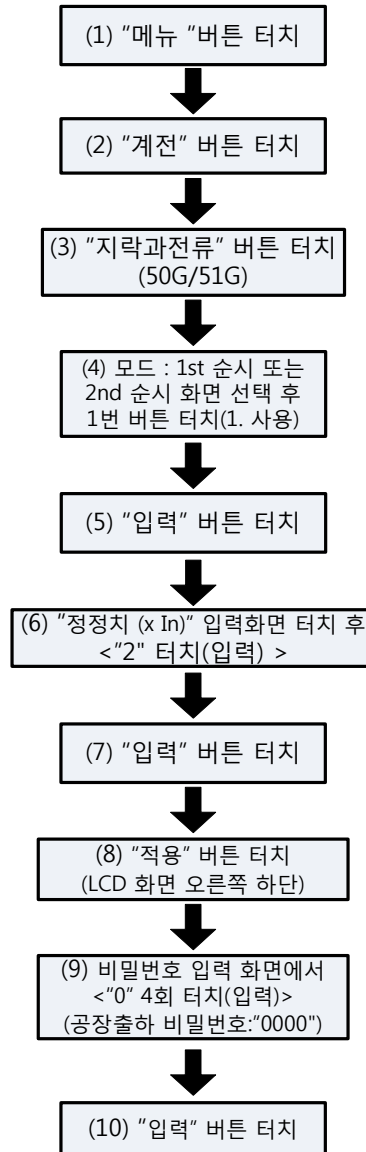 (1) "메뉴 "버튼 터치
(2) "계전" 버튼 터치
(3) "지락과전류" 버튼 터치
(50G/51G)
(4) 모드 : 1st 순시 또는
2nd 순시 화면 선택 후
1번 버튼 터치(1. 사용)
(5) "입력" 버튼 터치
(6) "정정치 (x In)" 입력화면 터치 후
<"2" 터치(입력) >
(7) "입력" 버튼 터치
(8) "적용" 버튼 터치
(LCD 화면 오른쪽 하단)
(9) 비밀번호 입력 화면에서
<"0" 4회 터치(입력)>
(공장출하 비밀번호:"0000")
(10) "입력" 버튼 터치